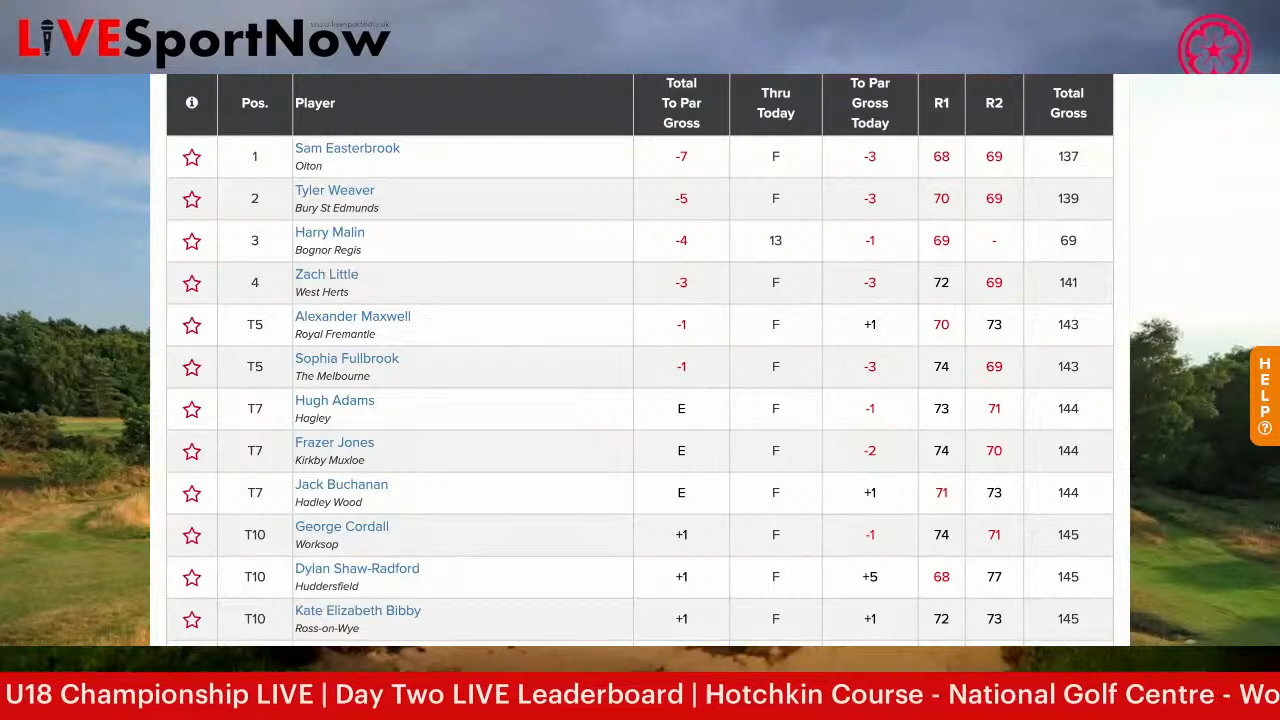 www.livesportnow.uk
LIVESportNow
Pos. Player Total To Par Gross Thru Today To Par Gross Today R1 R2 Total Gross
1 Sam Easterbrook -7 F -3 68 69 137
Olton
2 Tyler Weaver -5 F -3 70 69 139
Bury St Edmunds
3 Harry Malin -4 13 -1 69 - 69
Bognor Regis
4 Zach Little -3 F -3 72 69 141
West Herts
T5 Alexander Maxwell -1 F +1 70 73 143
Royal Fremantle
T5 Sophia Fullbrook -1 F -3 74 69 143
The Melbourne
T7 Hugh Adams E F -1 73 71 144
Hagley
T7 Frazer Jones E F -2 74 70 144
Kirkby Muxloe
T7 Jack Buchanan E F +1 71 73 144
Hadley Wood
T10 George Cordall +1 F -1 74 71 145
Worksop
T10 Dylan Shaw-Radford +1 F +5 68 77 145
Huddersfield
T10 Kate Elizabeth Bibby +1 F +1 72 73 145
Ross-on-Wye
HELP?
U18 Championship LIVE | Day Two LIVE Leaderboard | Hotchkin Course - National Golf Centre - Wo